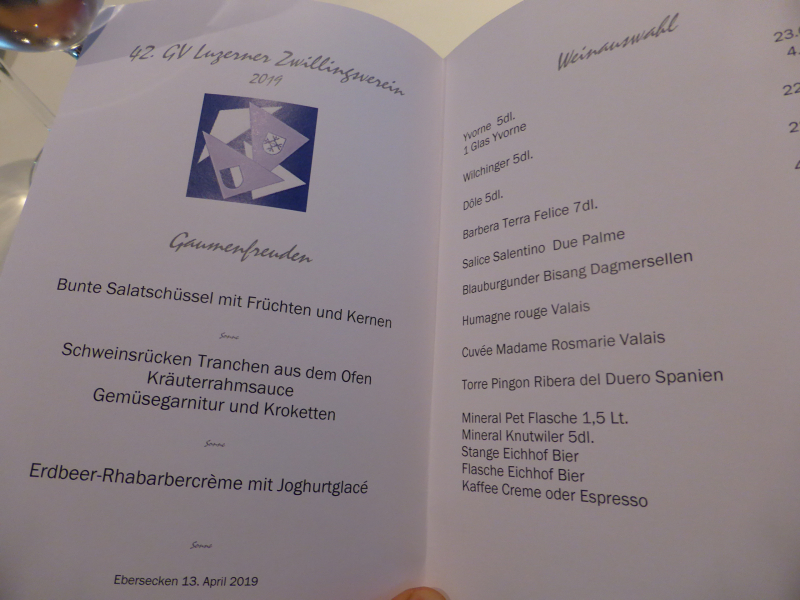 42. GV Luzerner Zwillingsverein
2019
Gaumenfreuden
Bunte Salatschüssel mit Früchten und Kernen
Sonne
Schweinsrücken Tranchen aus dem Ofen
Kräuterrahmsauce
Gemüsegarnitur und Kroketten
Sonne
Erdbeer-Rhabarbercrème mit Joghurtglacé
Sonne
Ebersecken 13. April 2019
Weinauswahl
Yvorne 5dl.
1 Glas Yvorne
Wilchinger 5dl.
Dôle 5dl.
Barbera Terra Felice 7dl.
Salice Salentino Due Palme
Blauburgunder Bisang Dagmersellen
Humagne rouge Valais
Cuvée Madame Rosmarie Valais
Torre Pingon Ribera del Duero Spanien
Mineral Pet Flasche 1,5 Lt.
Mineral Knutwiler 5dl.
Stange Eichhof Bier
Flasche Eichhof Bier
Kaffee Creme oder Espresso